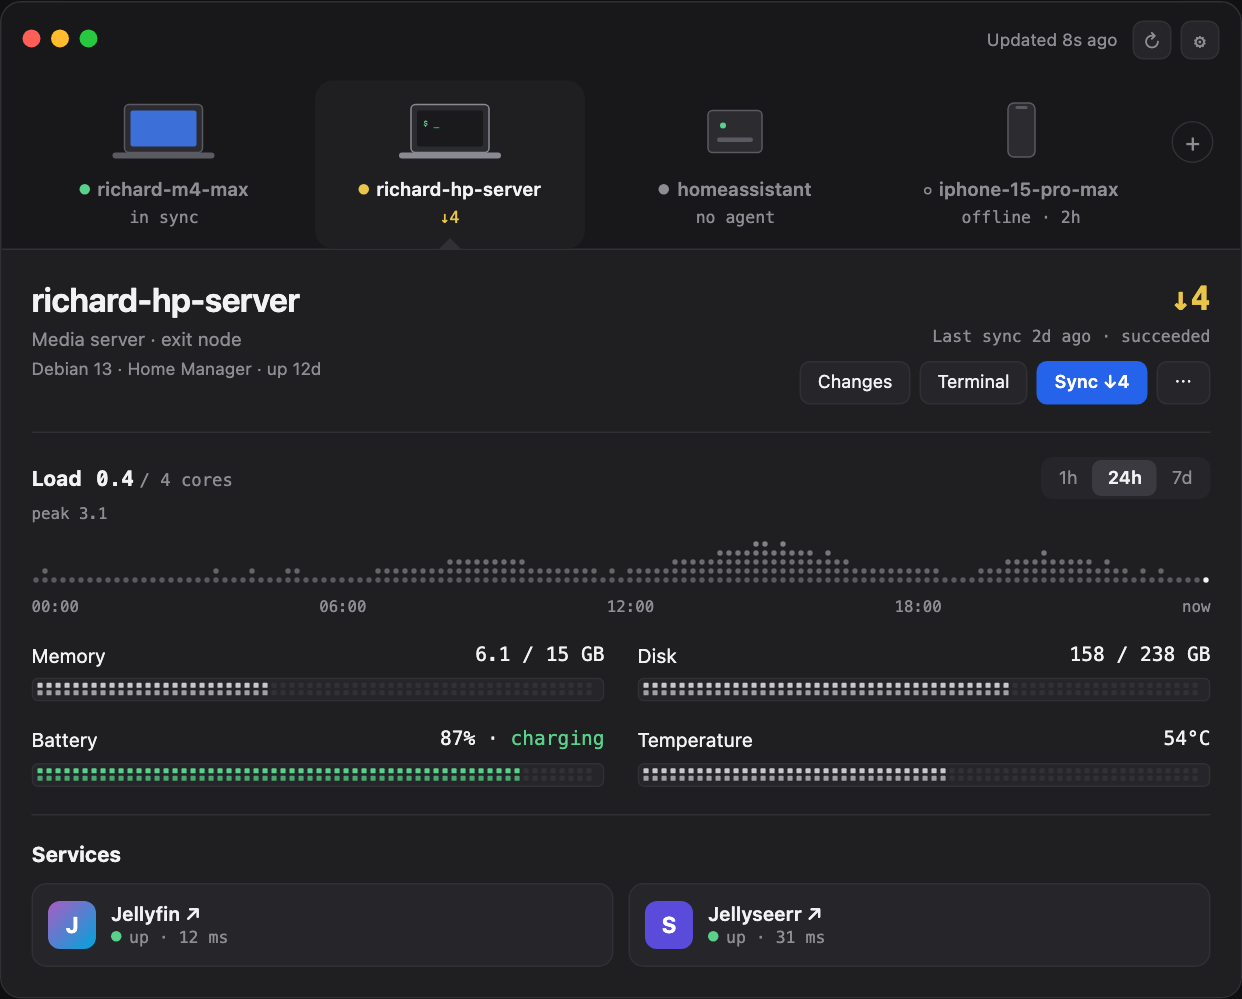 Updated 8s ago
$ _
richard-m4-max
in sync
richard-hp-server
↓4
homeassistant
no agent
iphone-15-pro-max
offline · 2h
+
richard-hp-server
↓4
Media server · exit node
Last sync 2d ago · succeeded
Debian 13 · Home Manager · up 12d
Changes
Terminal
Sync ↓4
···
Load 0.4 / 4 cores
1h
24h
7d
peak 3.1
00:00
06:00
12:00
18:00
now
Memory
6.1 / 15 GB
Disk
158 / 238 GB
Battery
87% · charging
Temperature
54°C
Services
J
Jellyfin ↗
up · 12 ms
S
Jellyseerr ↗
up · 31 ms